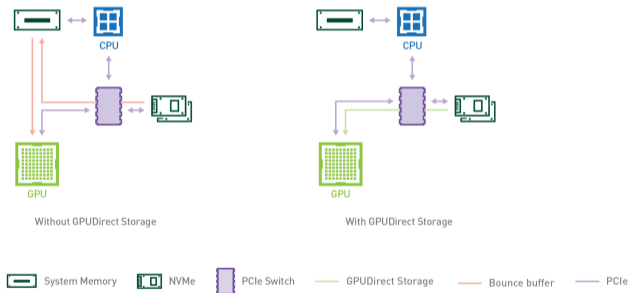 CPU
CPU
GPU
GPU
Without GPUDirect Storage
With GPUDirect Storage
System Memory
NVMe
PCIe Switch
GPUDirect Storage
Bounce buffer
PCIe